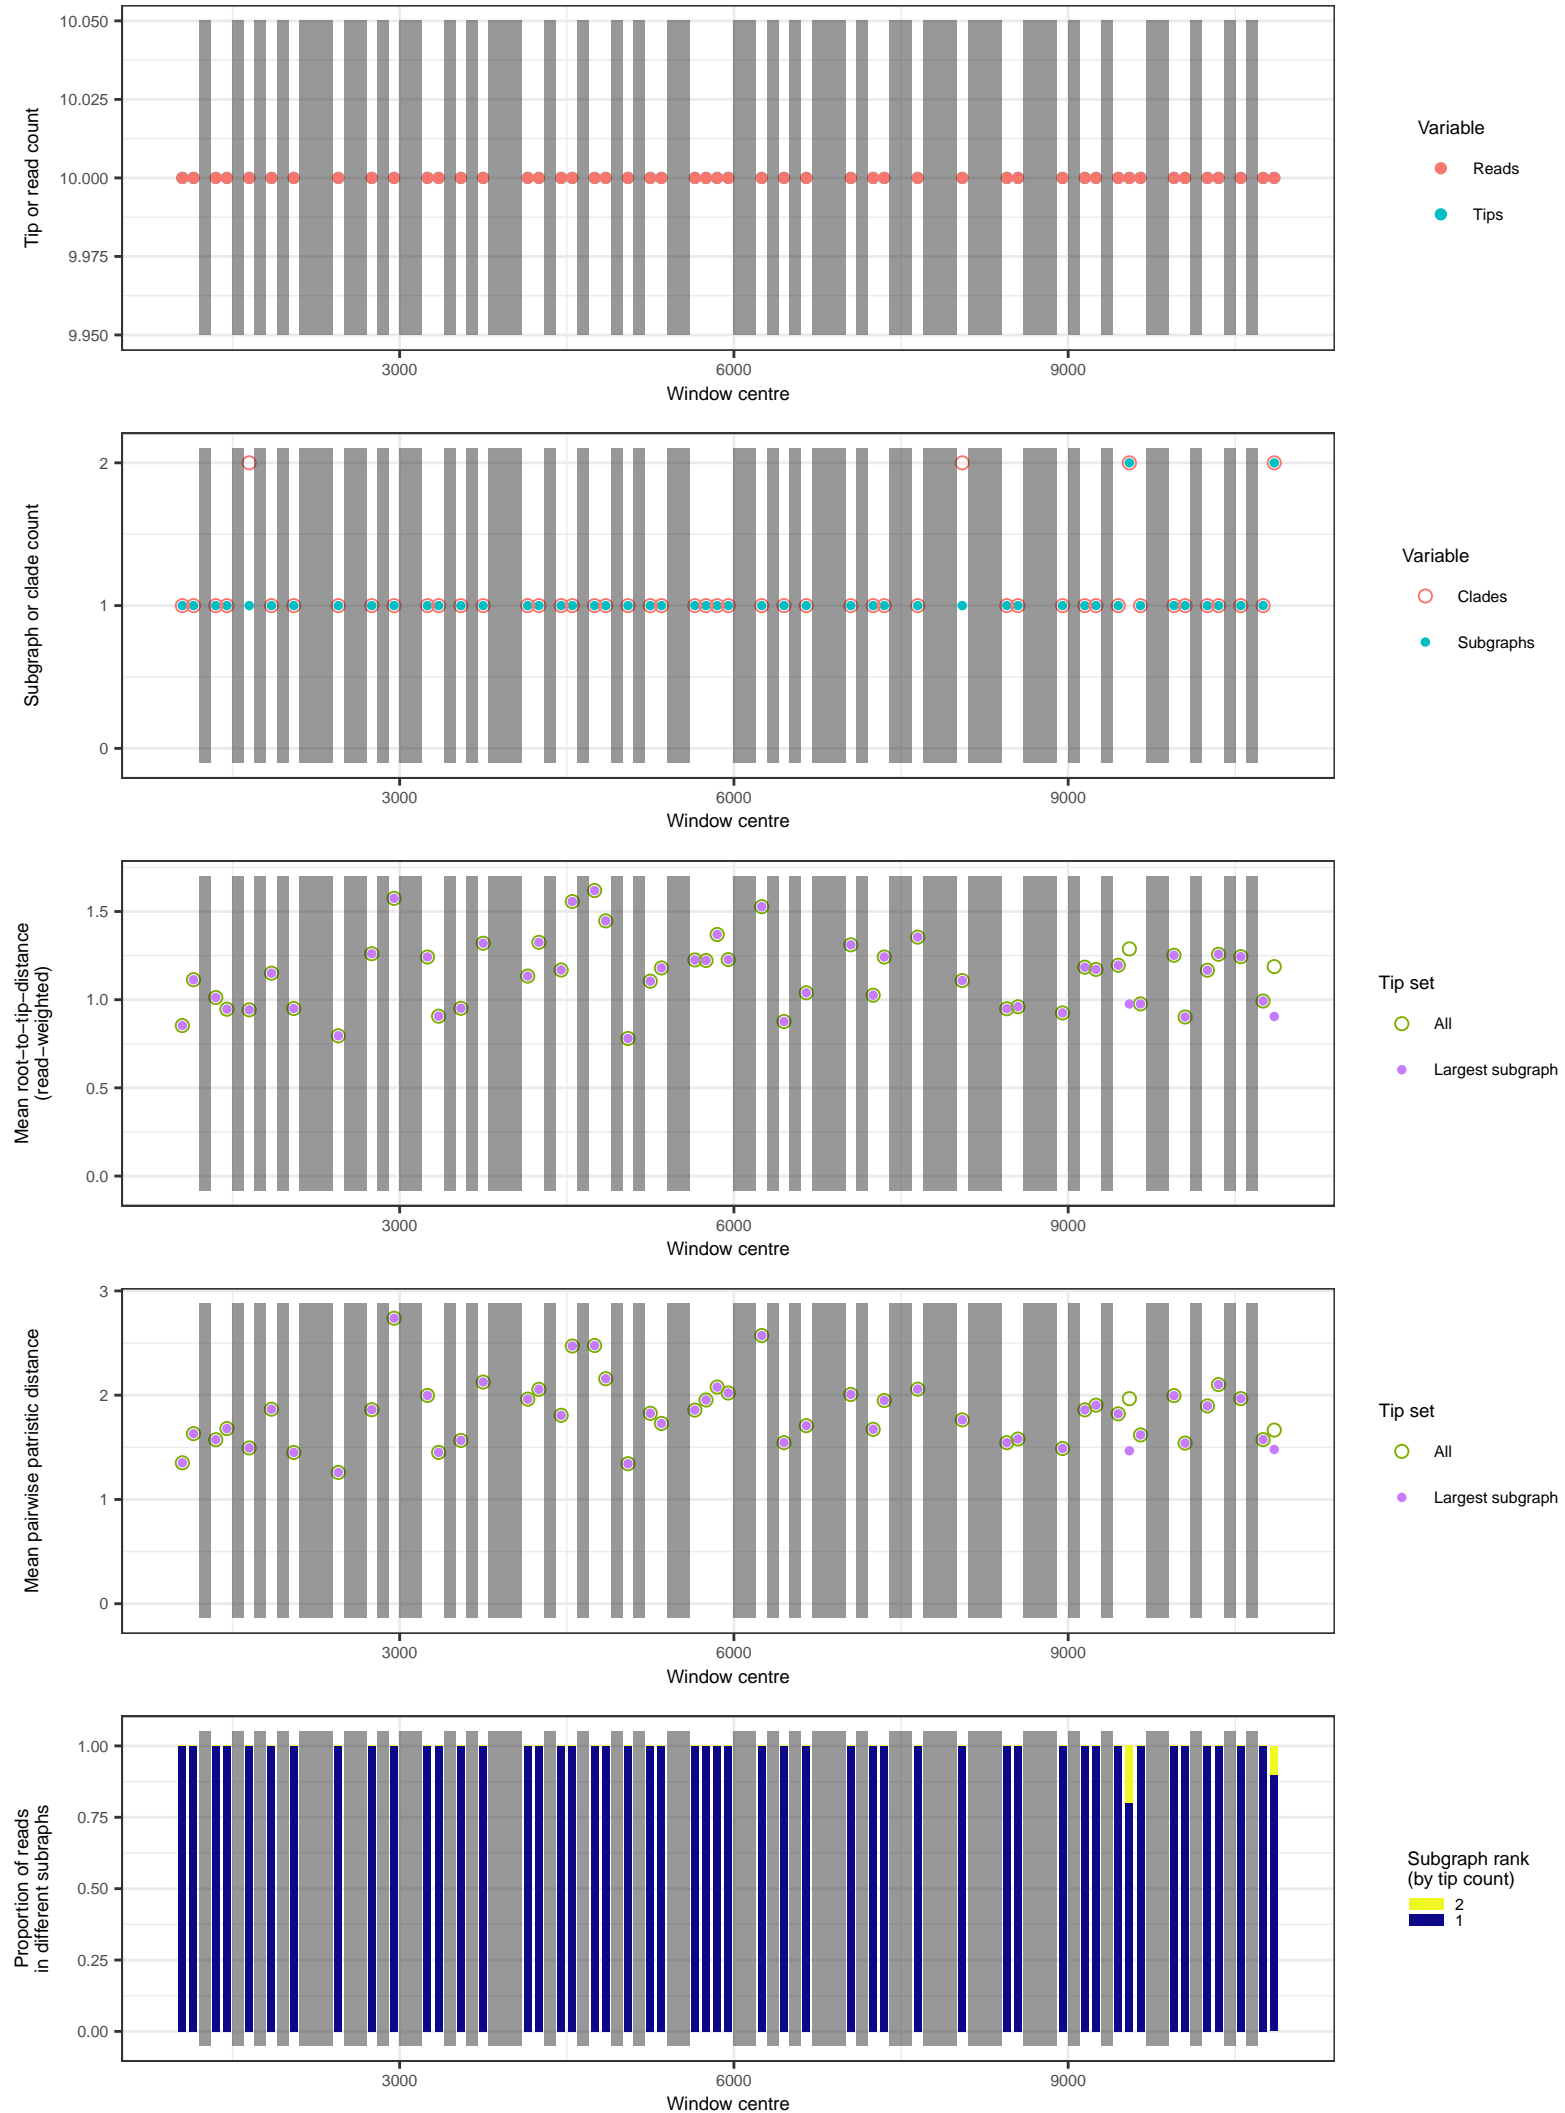 10.050
10.025
10.000
9.975
9.950
Tip or read count
3000
6000
9000
Window centre
Variable
Reads
Tips
2
1
0
Subgraph or clade count
3000
6000
9000
Window centre
Variable
Clades
Subgraphs
1.5
1.0
0.5
0.0
Mean root−to−tip−distance
(read−weighted)
3000
6000
9000
Window centre
Tip set
All
Largest subgraph
3
2
1
0
Mean pairwise patristic distance
3000
6000
9000
Window centre
Tip set
All
Largest subgraph
1.00
0.75
0.50
0.25
0.00
Proportion of reads
in different subraphs
3000
6000
9000
Window centre
Subgraph rank
(by tip count)
2
1